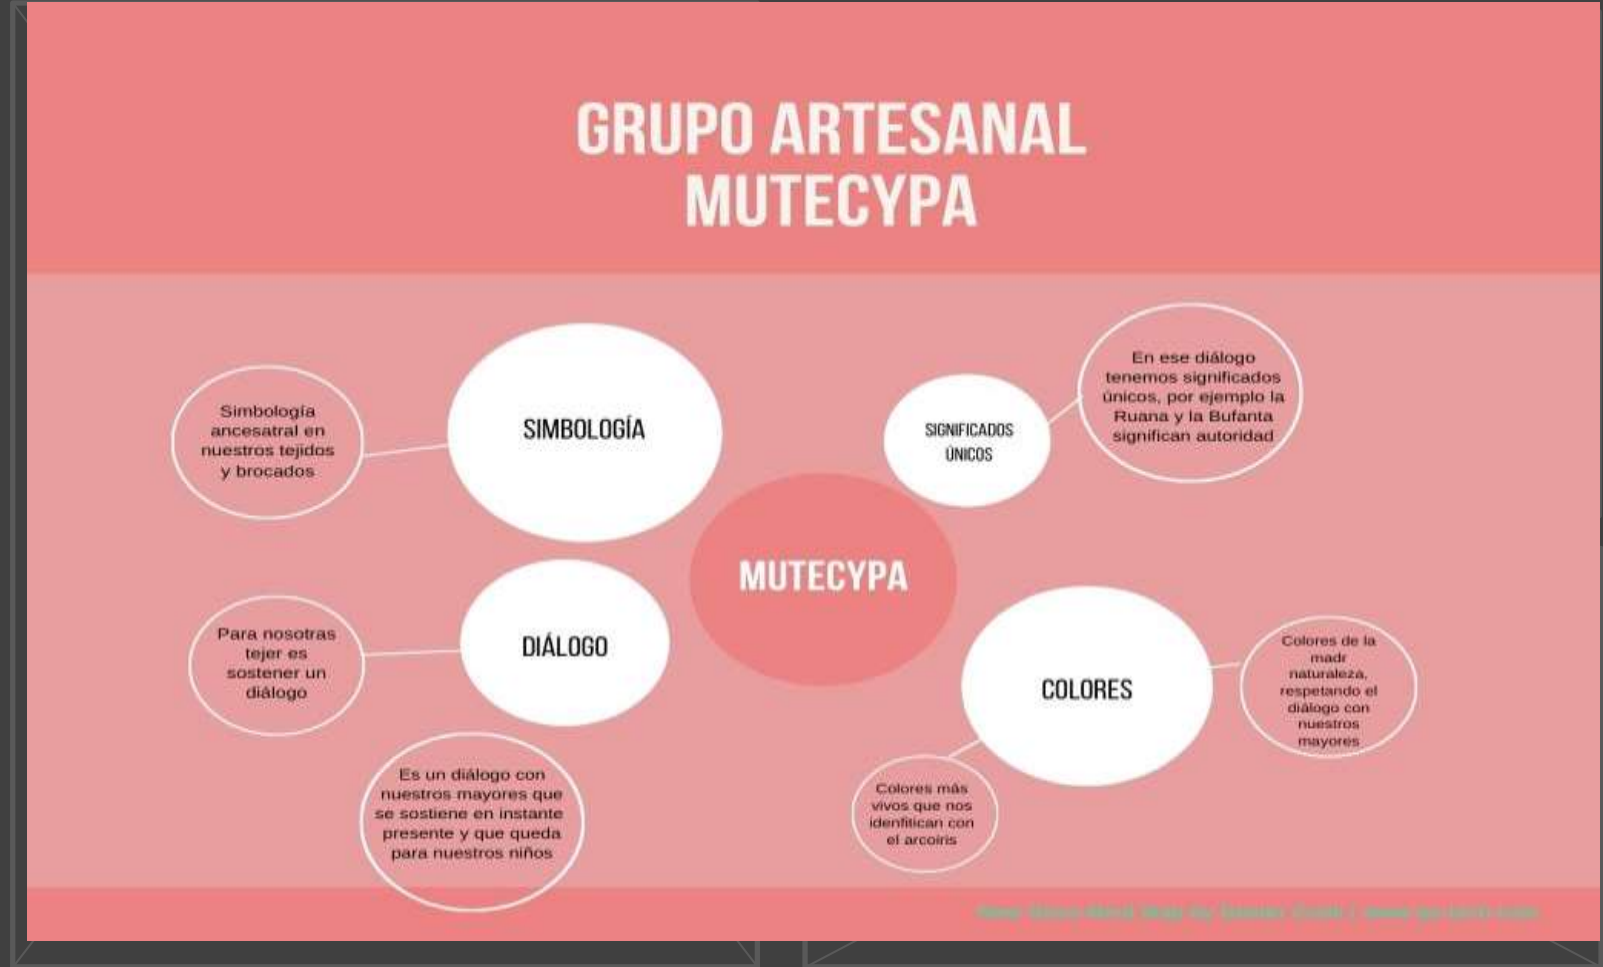 GRUPO ARTESANAL
MUTECYPA
Simbología
ancesatral en
nuestros tejidos
y brocados
SIMBOLOGÍA
SIGNIFICADOS
ÚNICOS
En ese diálogo
tenemos significados
únicos, por ejemplo la
Ruana y la Bufanta
significan autoridad
MUTECYPA
Para nosotras
tejer es
sostener un
diálogo
DIÁLOGO
Es un diálogo con
nuestros mayores que
se sostiene en instante
presente y que queda
para nuestros niños
COLORES
Colores de la
madr
naturaleza,
respetando el
diálogo con
nuestros
mayores
Colores más
vivos que nos
idenfitican con
el arcoiris